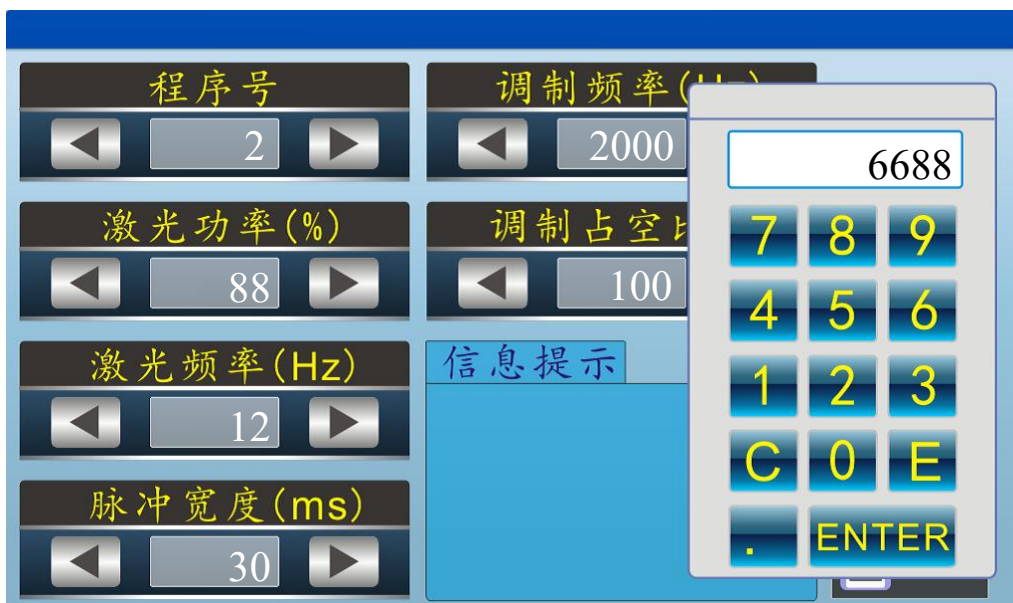 程序号
2
激光功率(%)
88
激光频率(Hz)
12
脉冲宽度(ms)
30
调制频率(
2000
调制占空
100
信息提示
6688
7 8 9
4 5 6
1 2 3
C 0 E
. ENTER